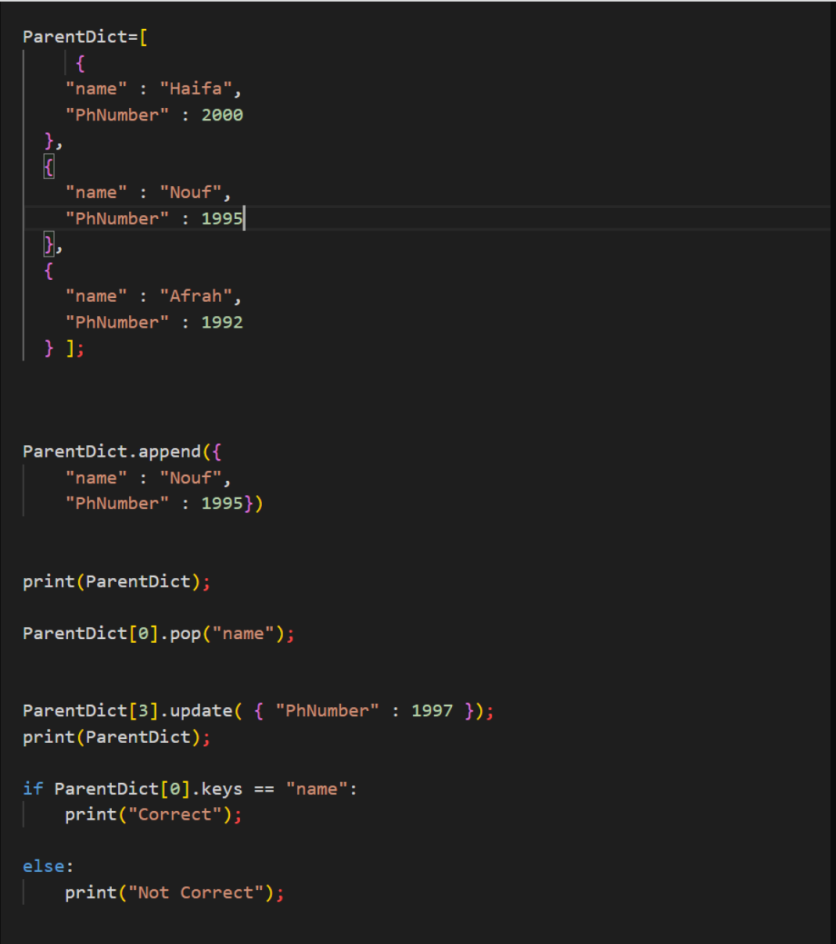 ParentDict=[
{
"name" : "Haifa",
"PhNumber" : 2000
},
{
"name" : "Nouf",
"PhNumber" : 1995
},
{
"name" : "Afrah",
"PhNumber" : 1992
} ];
ParentDict.append({
"name" : "Nouf",
"PhNumber" : 1995})
print(ParentDict);
ParentDict[0].pop("name");
ParentDict[3].update( { "PhNumber" : 1997 });
print(ParentDict);
if ParentDict[0].keys == "name":
print("Correct");
else:
print("Not Correct");